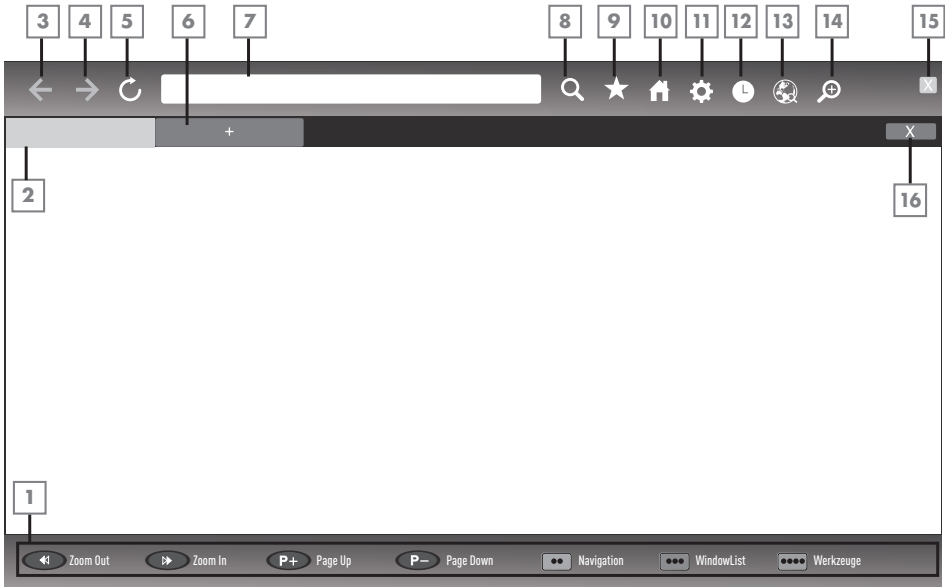 3 4 5 6 7 8 9 10 11 12 13 14 15
X
+ X
2 16
1
Zoom Out Zoom In P+ Page Up P− Page Down Navigation WindowList Werkzeuge